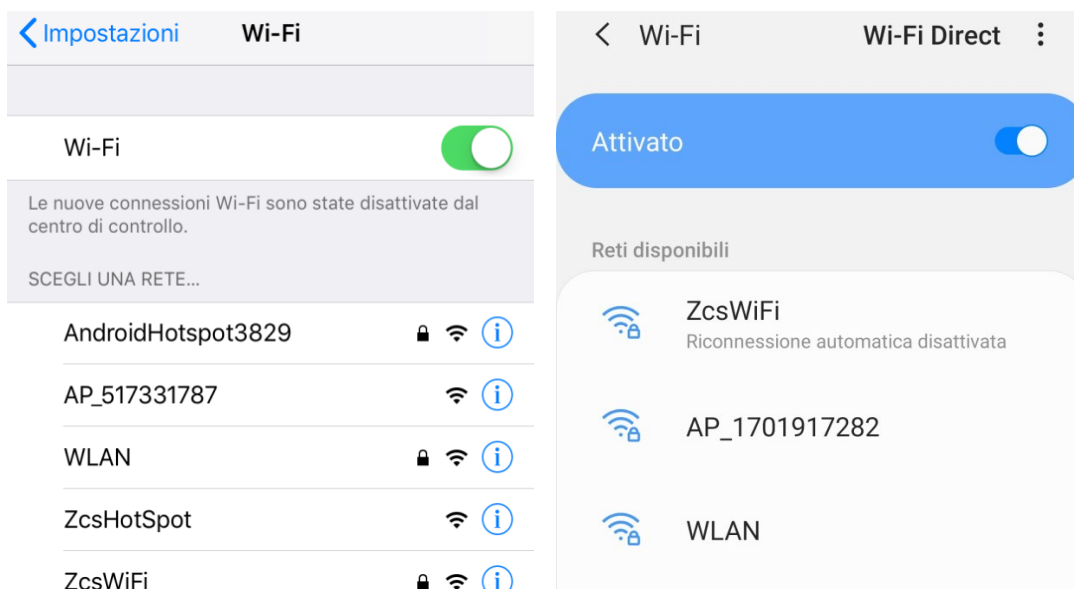 Impostazioni Wi-Fi
Wi-Fi
Le nuove connessioni Wi-Fi sono state disattivate dal
centro di controllo.
SCEGLI UNA RETE...
AndroidHotspot3829
AP_517331787
WLAN
ZcsHotSpot
ZcsWiFi
Wi-Fi Wi-Fi Direct
Attivato
Reti disponibili
ZcsWiFi
Riconnessione automatica disattivata
AP_1701917282
WLAN